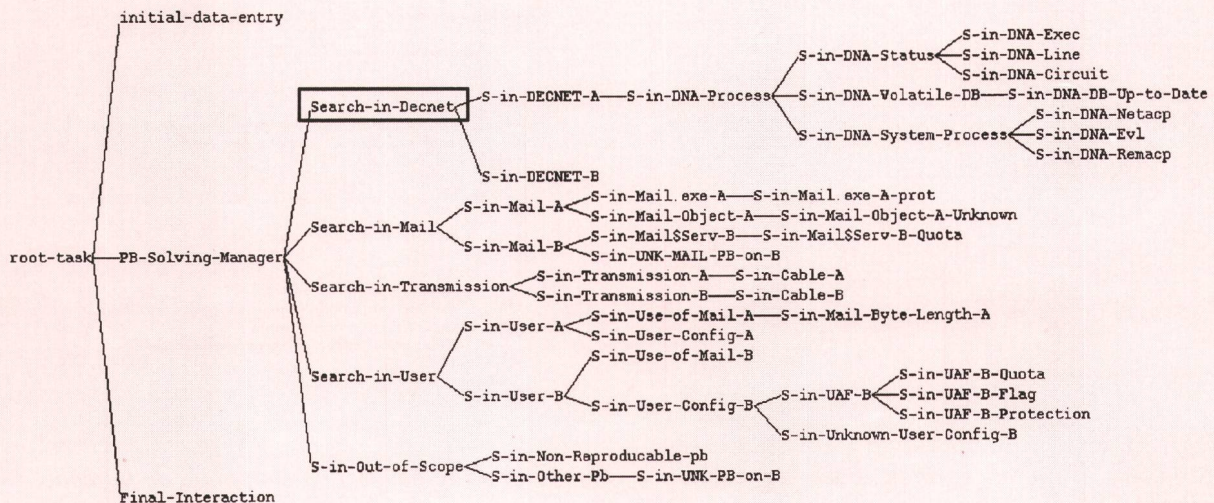 initial-data-entry
S-in-DNA-Exec
S-in-DNA-Status
S-in-DNA-Line
S-in-DNA-Circuit
Search-in-Decnet
S-in-DECNET-A
S-in-DNA-Process
S-in-DNA-Volatile-DB
S-in-DNA-DB-Up-to-Date
S-in-DNA-Netacp
S-in-DNA-System-Process
S-in-DNA-Evl
S-in-DNA-Remacp
S-in-DECNET-B
S-in-Mail.exe-A
S-in-Mail.exe-A-prot
S-in-Mail-A
S-in-Mail-Object-A
S-in-Mail-Object-A-Unknown
Search-in-Mail
S-in-Mail$Serv-B
S-in-Mail$Serv-B-Quota
S-in-Mail-B
S-in-UNK-MAIL-PB-on-B
root-task
PB-Solving-Manager
S-in-Transmission-A
S-in-Cable-A
Search-in-Transmission
S-in-Transmission-B
S-in-Cable-B
S-in-Use-of-Mail-A
S-in-Mail-Byte-Length-A
S-in-User-A
S-in-User-Config-A
S-in-Use-of-Mail-B
Search-in-User
S-in-UAF-B-Quota
S-in-User-B
S-in-User-Config-B
S-in-UAF-B
S-in-UAF-B-Flag
S-in-UAF-B-Protection
S-in-Unknown-User-Config-B
S-in-Non-Reproducable-pb
S-in-Out-of-Scope
S-in-Other-Pb
S-in-UNK-PB-on-B
Final-Interaction